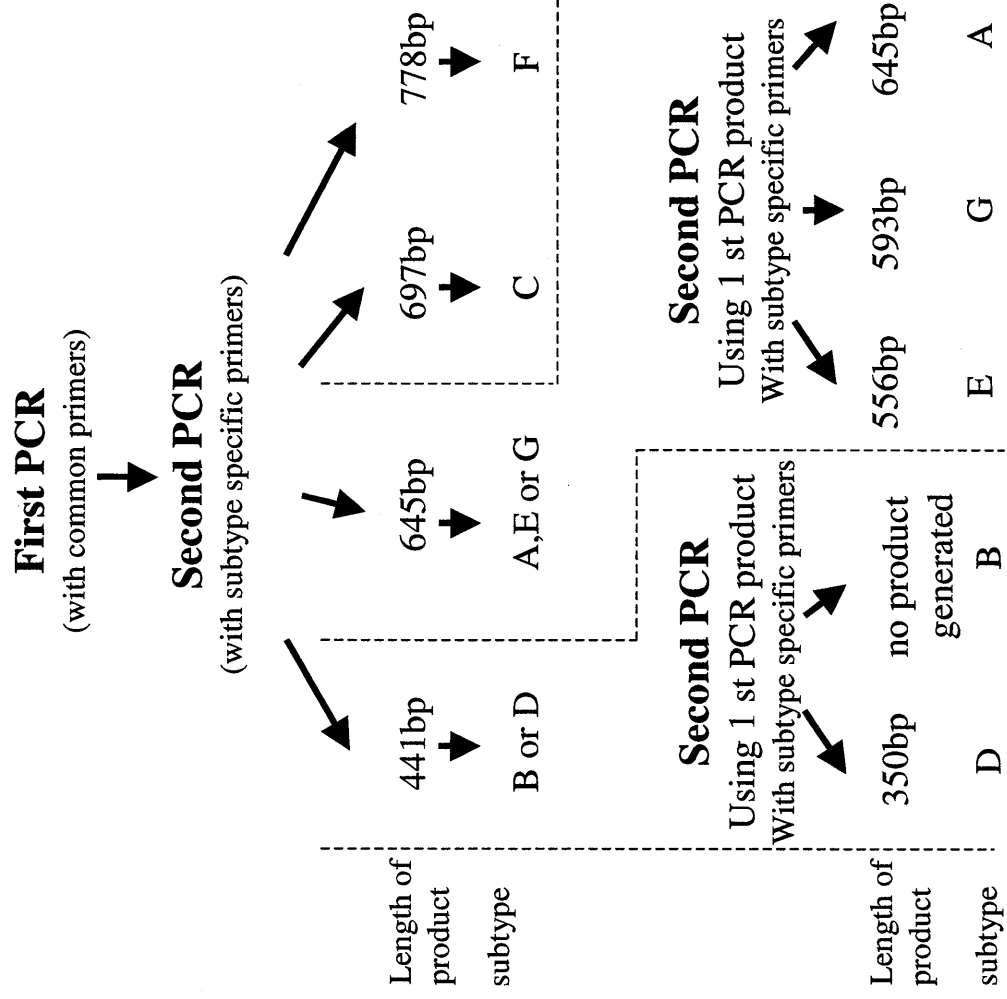 First PCR
(with common primers)
Second PCR
(with subtype specific primers)
Length of
product
441bp
645bp
697bp
778bp
subtype
B or D
A,E or G
C
F
Second PCR
Using 1 st PCR product
With subtype specific primers
Second PCR
Using 1 st PCR product
With subtype specific primers
Length of
product
350bp
no product
generated
556bp
593bp
645bp
subtype
D
B
E
G
A